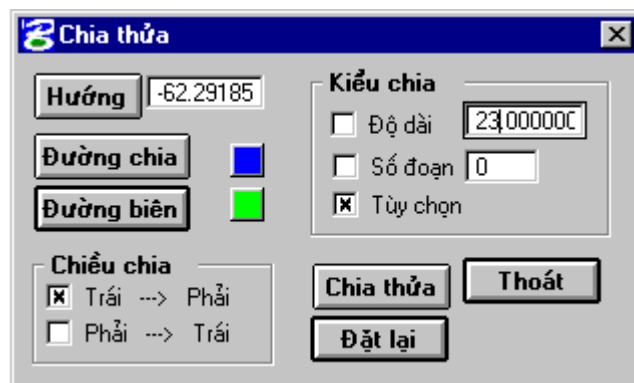 Chia thửa
Hướng -62.29185
Đường chia
Đường biên
Kiểu chia
Độ dài 23.000000
Số đoạn 0
Tùy chọn
Chiều chia
Trái ---> Phải
Phải ---> Trái
Chia thửa
Thoát
Đặt lại